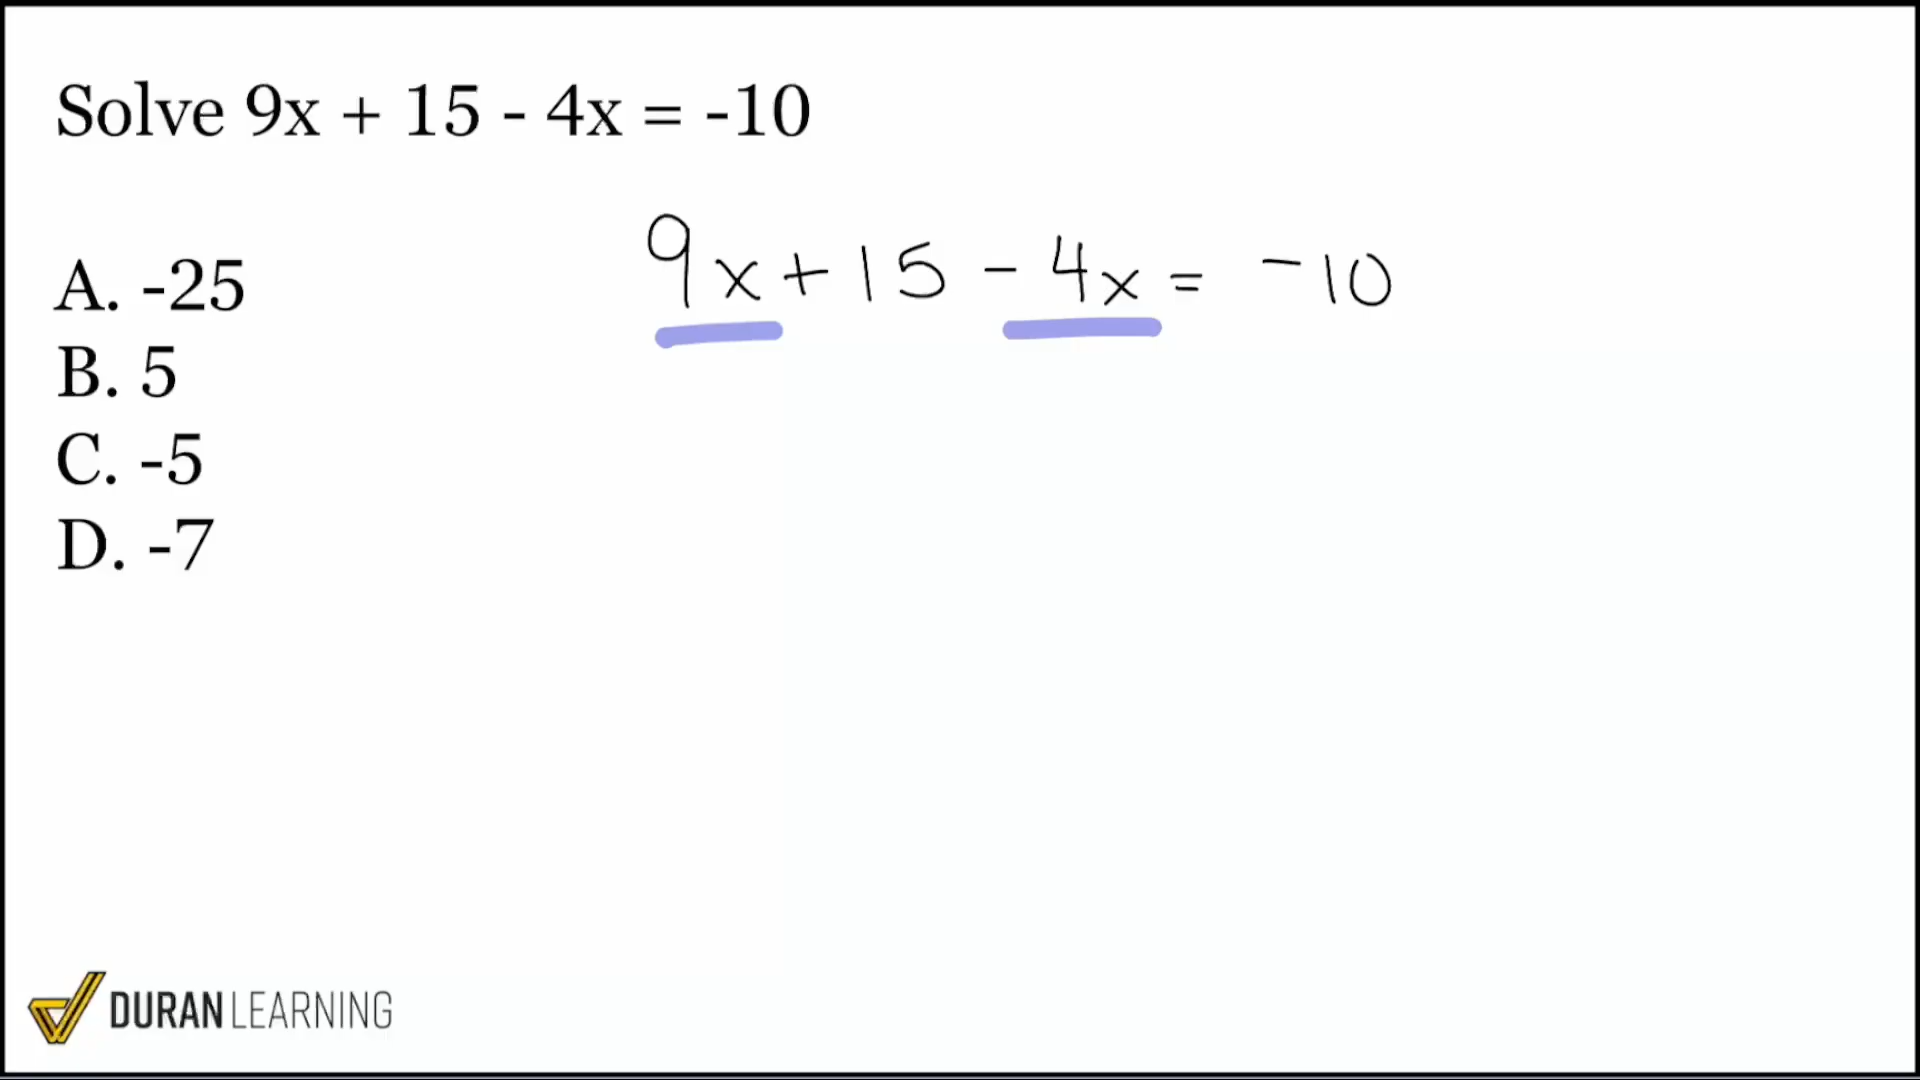 Solve 9x + 15 - 4x = -10
9x + 15 - 4x = -10
A. -25
B. 5
C. -5
D. -7
DURAN LEARNING